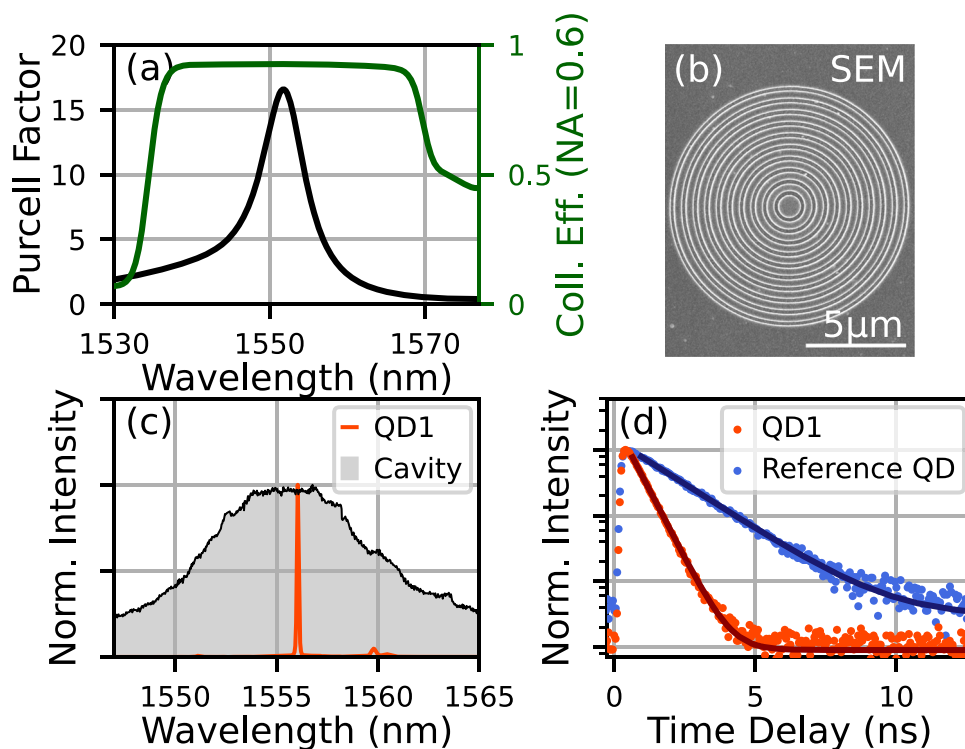 (a)
Purcell Factor
20
15
10
5
0
1530
1550
1570
Wavelength (nm)
1
0.5
0
Coll. Eff. (NA=0.6)
(b)
SEM
5μm
(c)
Norm. Intensity
QD1
Cavity
1550
1555
1560
1565
Wavelength (nm)
(d)
Norm. Intensity
QD1
Reference QD
0
5
10
Time Delay (ns)